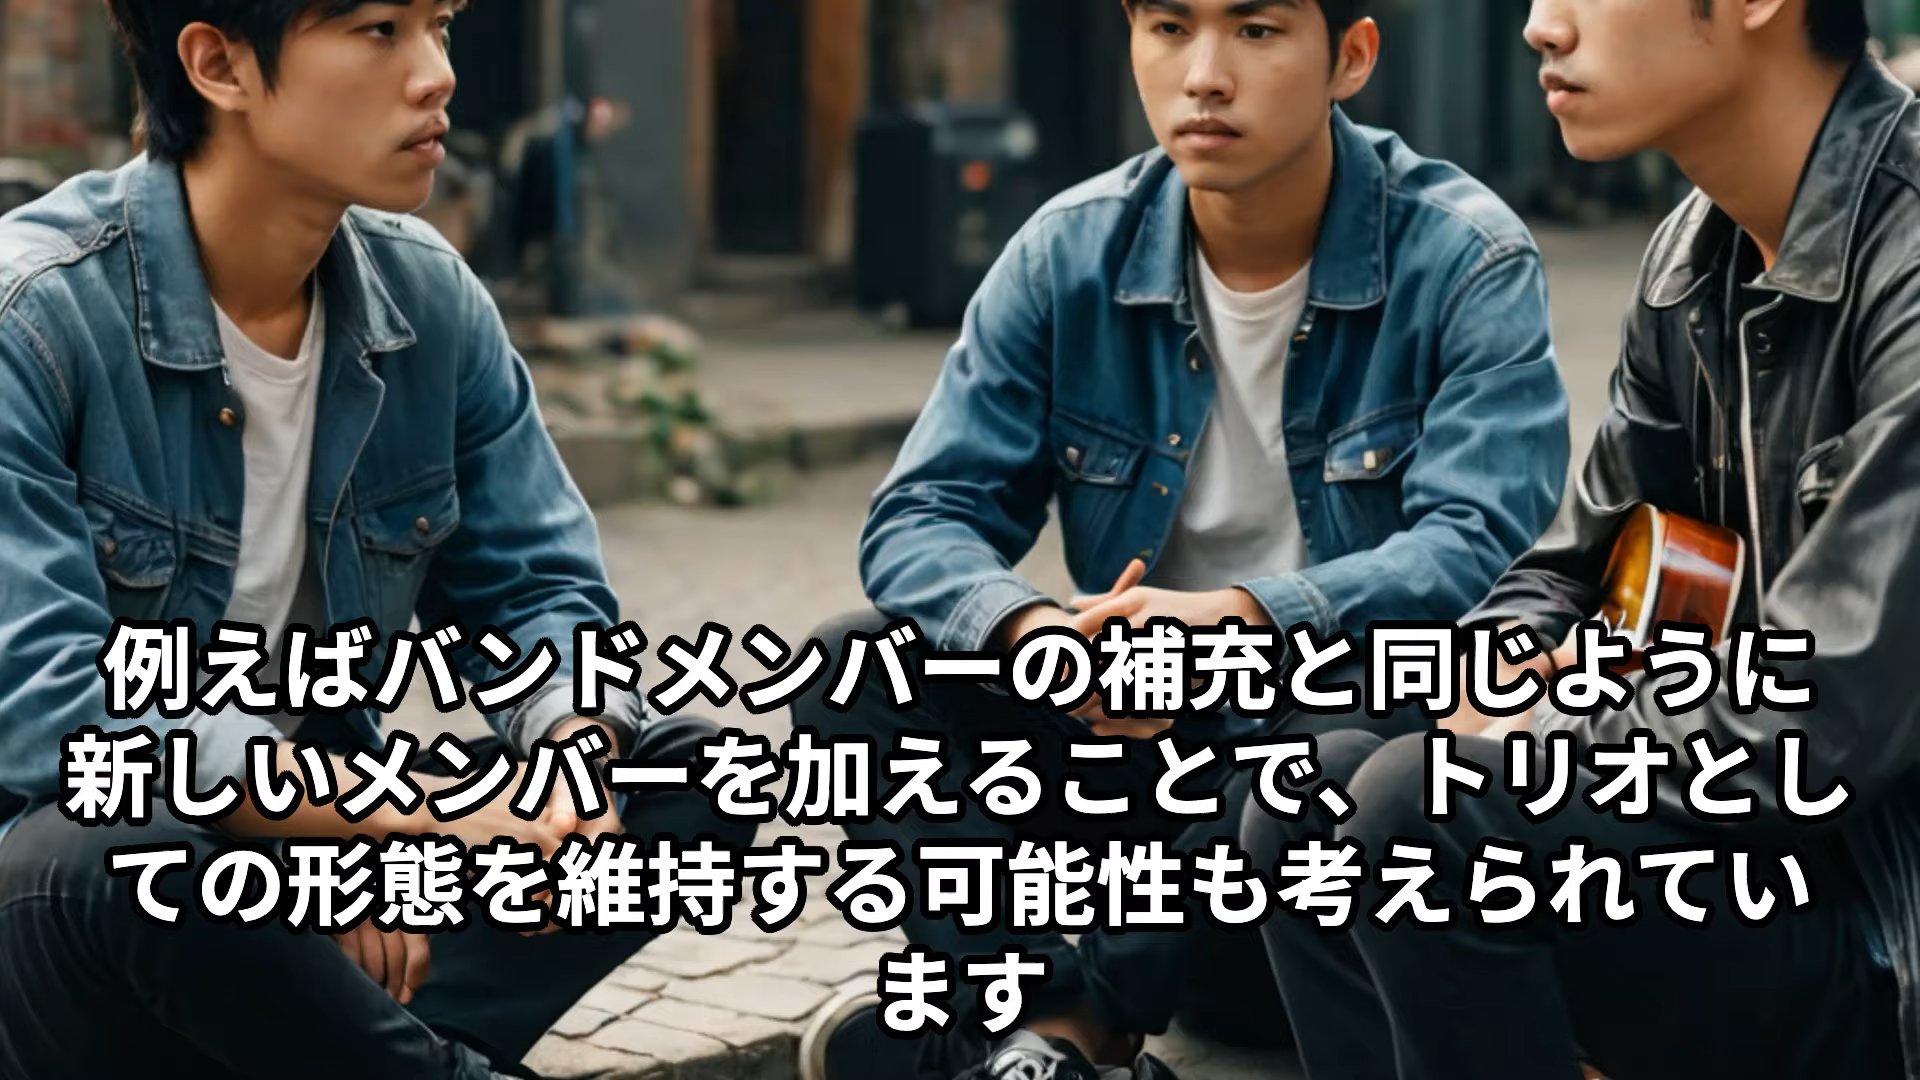 例えばバンドメンバーの補充と同じように
新しいメンバーを加えることで、トリオとし
ての形態を維持する可能性も考えられてい
ます